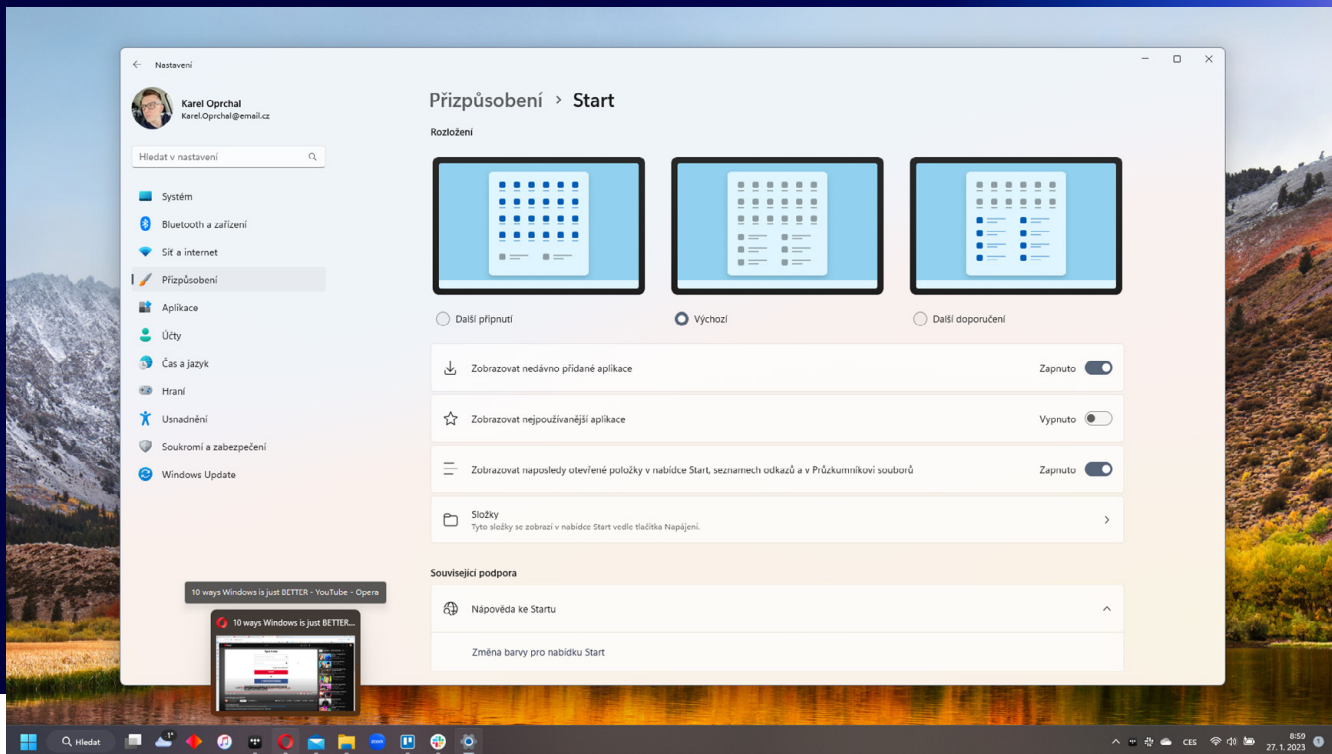 Nastavení
Karel Oprchal
Karel.Oprchal@email.cz
Hledat v nastavení
Systém
Bluetooth a zařízení
Síť a internet
Přizpůsobení
Aplikace
Účty
Čas a jazyk
Hraní
Usnadnění
Soukromí a zabezpečení
Windows Update
Přizpůsobení > Start
Rozložení
Další připnutí
Výchozí
Další doporučení
Zobrazovat nedávno přidané aplikace
Zapnuto
Zobrazovat nejpoužívanější aplikace
Vypnuto
Zobrazovat naposledy otevřené položky v nabídce Start, seznamech odkazů a v Průzkumníkovi souborů
Zapnuto
Složky
Tyto složky se zobrazí v nabídce Start vedle tlačítka Napájení.
Související podpora
Nápověda ke Startu
Změna barvy pro nabídku Start
10 ways Windows is just BETTER - YouTube - Opera
10 ways Windows is just BETTER...
Hledat
1°
zoom
CES
8:59
27. 1. 2023